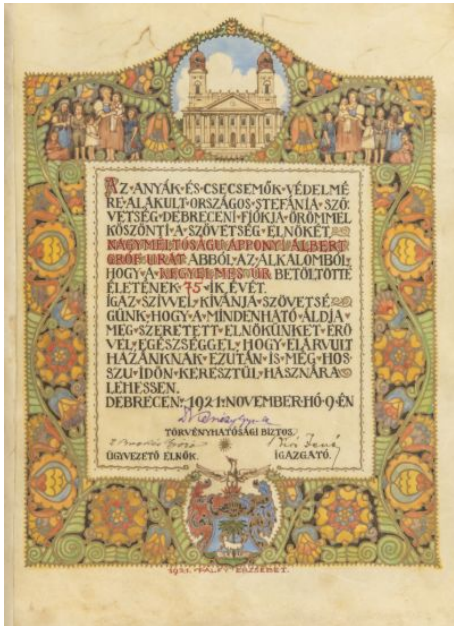 AZ·ANYÁK·ÉS·CSECSEMŐK·VÉDELMÉ
RE·ALAKULT·ORSZÁGOS·STEFÁNIA·SZÖ
VETSÉG·DEBRECENI·FIÓKJA·ÖRÖMMEL
KÖSZÖNTI·A·SZÖVETSÉG·ELNÖKÉT,
NAGYMÉLTÓSÁGU·APPONYI·ALBERT
GRÓF·URAT·ABBÓL·AZ·ALKALOMBÓL,
HOGY·A·KEGYELMES·ÚR·BETÖLTÖTTE
ÉLETÉNEK·75·IK·ÉVÉT.
IGAZ·SZÍVVEL·KÍVÁNJA·SZÖVETSÉ
GÜNK·HOGY·A·MINDENHATÓ·ÁLDJA
MEG·SZERETETT·ELNÖKÜNKET·ERŐ
VEL,·EGÉSZSÉGGEL,·HOGY·ELÁRVULT
HAZÁNKNAK·EZUTÁN·IS·MÉG·HOS
SZU·IDŐN·KERESZTÜL·HASZNÁRA
LEHESSEN.
DEBRECEN, 1921·NOVEMBER·HÓ·9·ÉN
TÖRVÉNYHATÓSÁGI BIZTOS.
ÜGYVEZETŐ ELNÖK. IGAZGATÓ.
1921. ERZSÉBET.